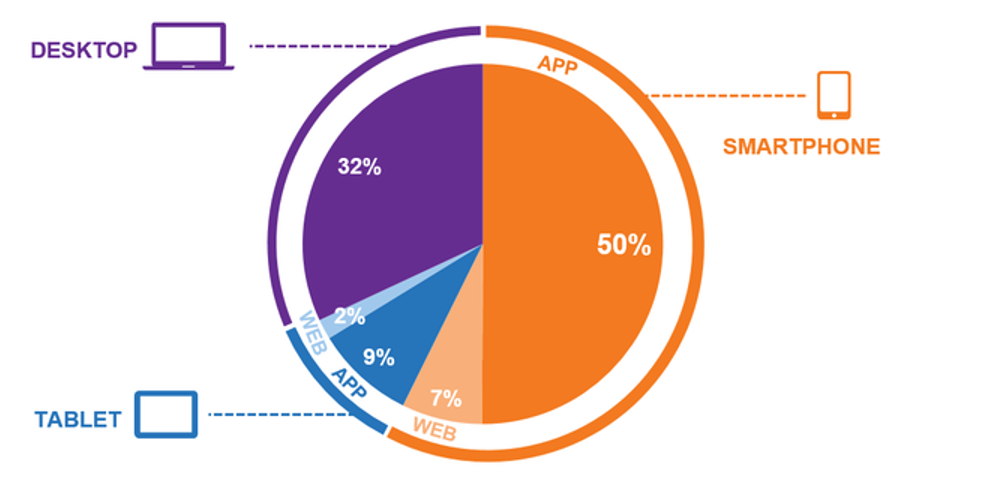 DESKTOP
APP
SMARTPHONE
32%
50%
2%
WEB
9%
APP
7%
TABLET
WEB